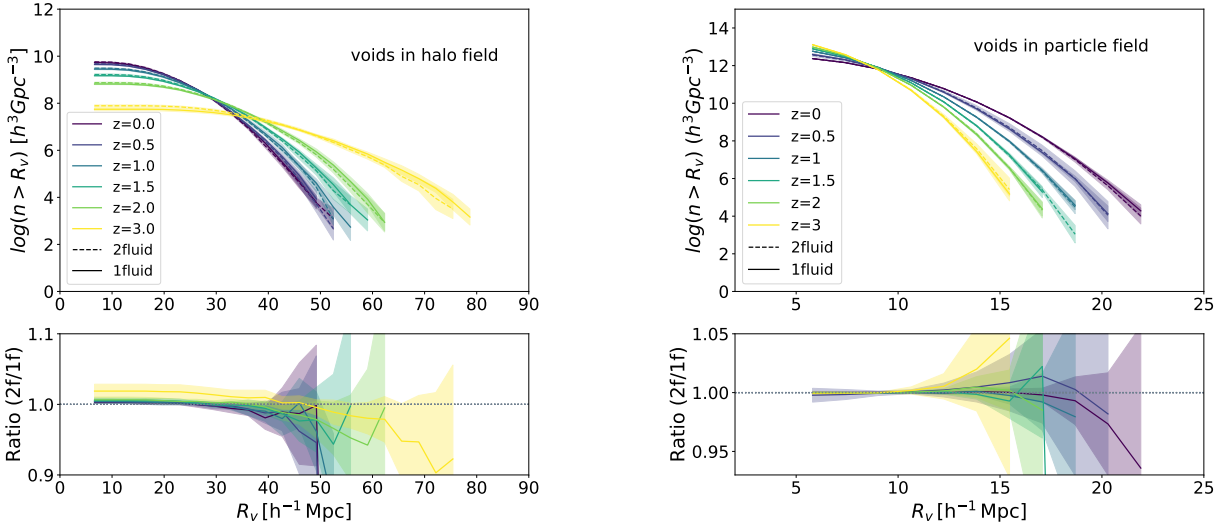 voids in halo field
log(n > R_v) [h³Gpc⁻³]
12
10
8
6
4
2
0
z=0.0
z=0.5
z=1.0
z=1.5
z=2.0
z=3.0
2fluid
1fluid
0 10 20 30 40 50 60 70 80 90
Ratio (2f/1f)
1.1
1.0
0.9
0 10 20 30 40 50 60 70 80 90
R_v [h⁻¹ Mpc]
voids in particle field
log(n > R_v) (h³Gpc⁻³)
14
12
10
8
6
4
2
0
z=0
z=0.5
z=1
z=1.5
z=2
z=3
2fluid
1fluid
5 10 15 20 25
Ratio (2f/1f)
1.05
1.00
0.95
5 10 15 20 25
R_v [h⁻¹ Mpc]